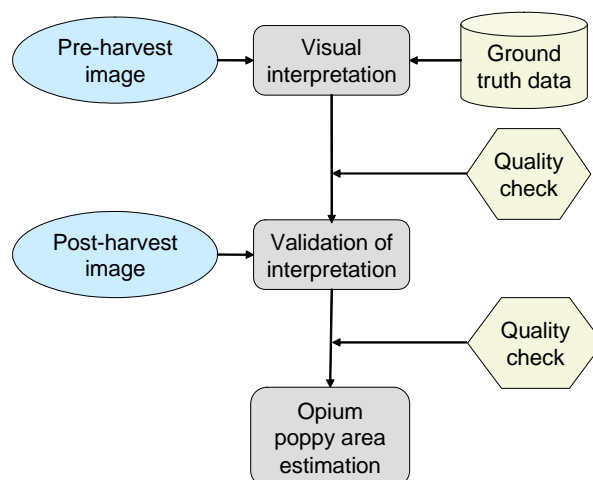 Pre-harvest
image
Visual
interpretation
Ground
truth data
Quality
check
Post-harvest
image
Validation of
interpretation
Quality
check
Opium
poppy area
estimation